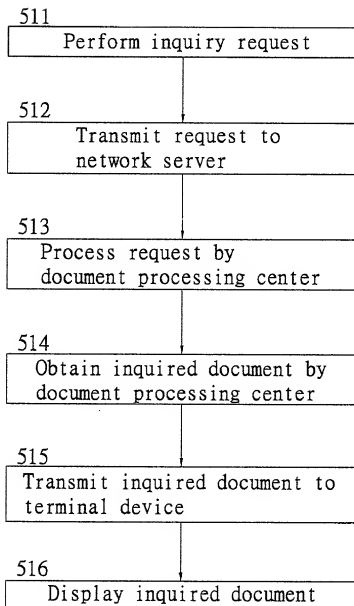 511
Perform inquiry request
512
Transmit request to
network server
513
Process request by
document processing center
514
Obtain inquired document by
document processing center
515
Transmit inquired document to
terminal device
516
Display inquired document